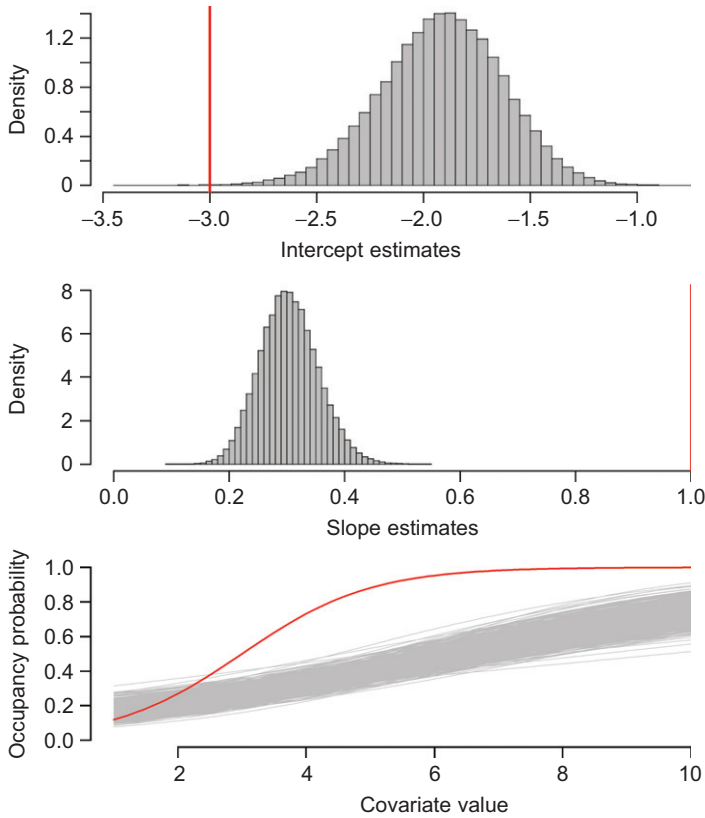 Density
1.2
0.8
0.4
0
−3.5 −3.0 −2.5 −2.0 −1.5 −1.0
Intercept estimates
Density
8
6
4
2
0
0.0 0.2 0.4 0.6 0.8 1.0
Slope estimates
Occupancy probability
1.0
0.8
0.6
0.4
0.2
0.0
2 4 6 8 10
Covariate value